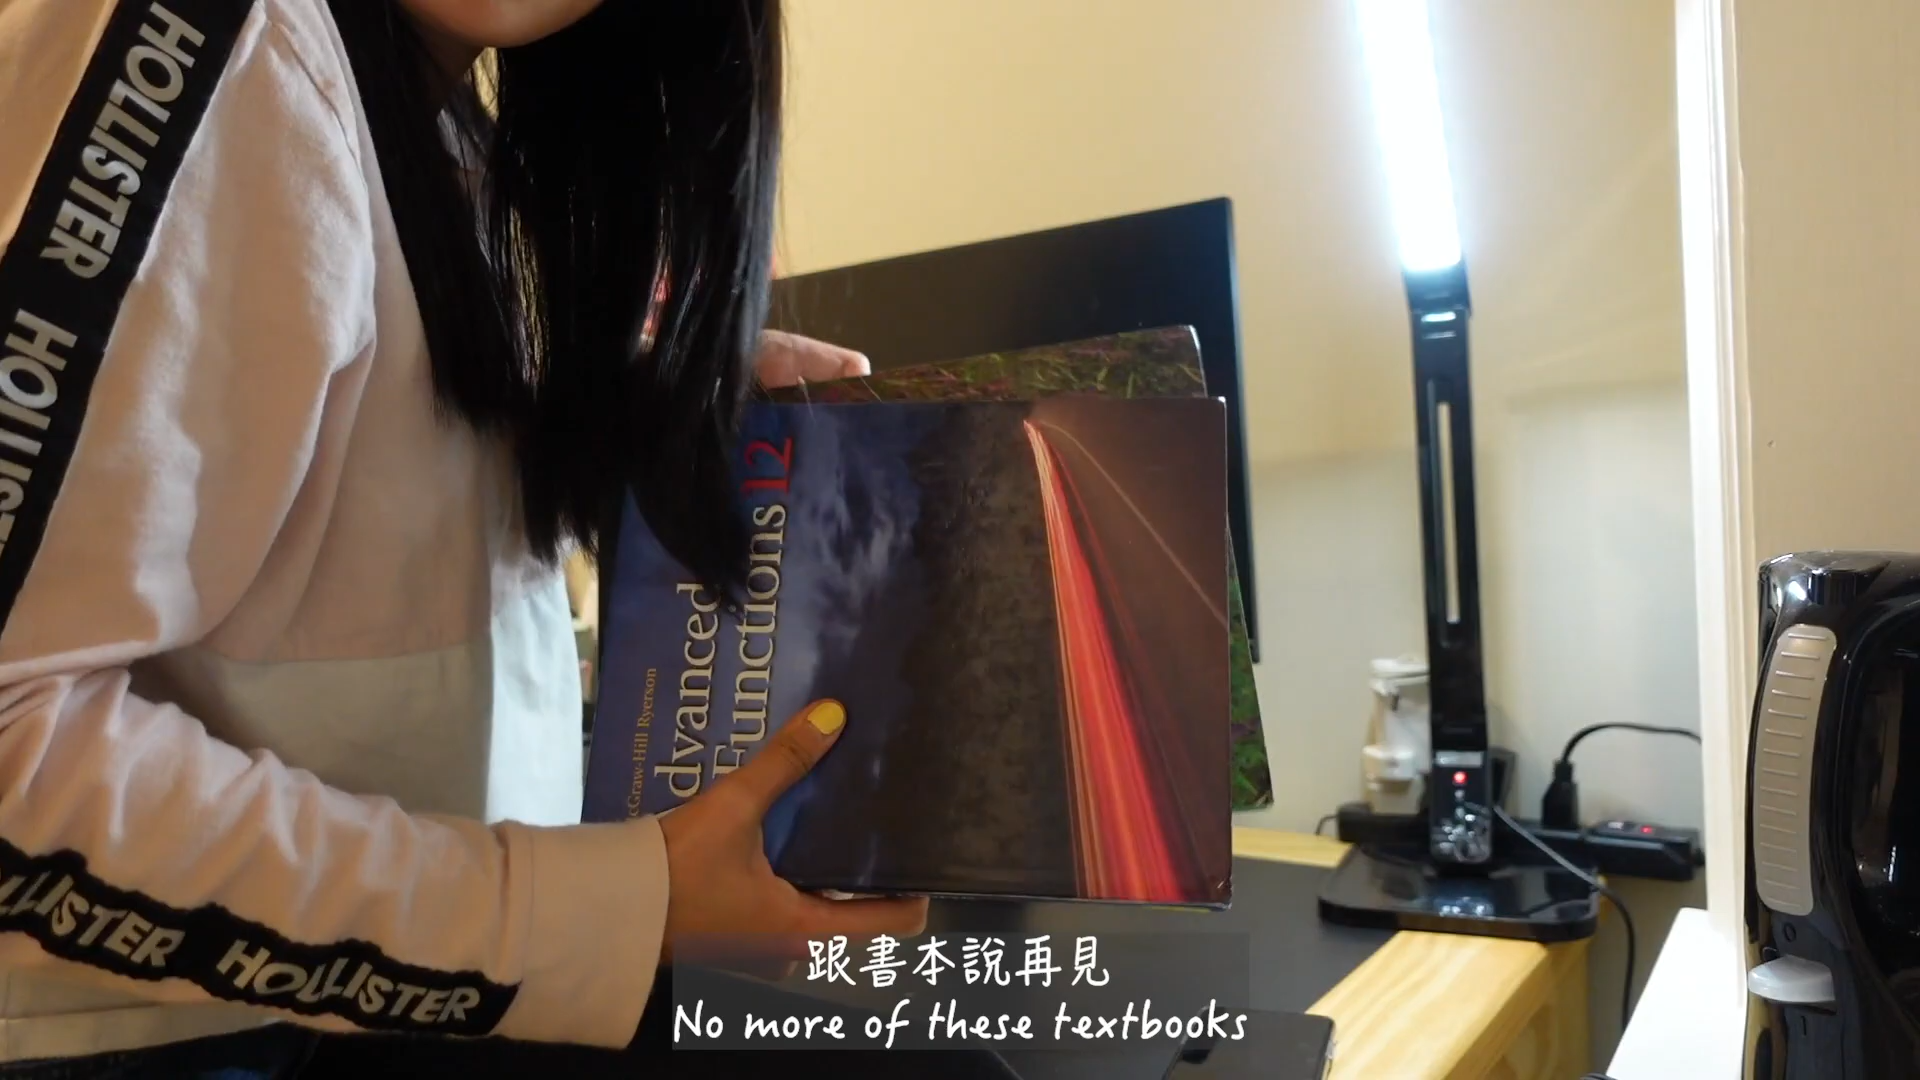 HOLLISTER
HOLLISTER
HOLLISTER
McGraw-Hill Ryerson
Advanced
Functions 12
跟書本說再見
No more of these textbooks